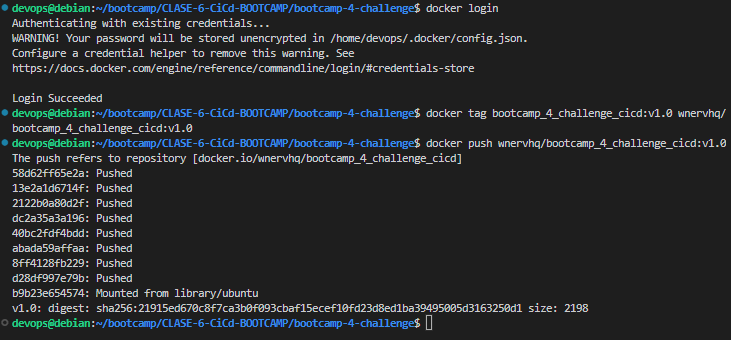 devops@debian:~/bootcamp/CLASE-6-CiCd-BOOTCAMP/bootcamp-4-challenge$ docker login
Authenticating with existing credentials...
WARNING! Your password will be stored unencrypted in /home/devops/.docker/config.json.
Configure a credential helper to remove this warning. See
https://docs.docker.com/engine/reference/commandline/login/#credentials-store
Login Succeeded
devops@debian:~/bootcamp/CLASE-6-CiCd-BOOTCAMP/bootcamp-4-challenge$ docker tag bootcamp_4_challenge_cicd:v1.0 wnervhq/
bootcamp_4_challenge_cicd:v1.0
devops@debian:~/bootcamp/CLASE-6-CiCd-BOOTCAMP/bootcamp-4-challenge$ docker push wnervhq/bootcamp_4_challenge_cicd:v1.0
The push refers to repository [docker.io/wnervhq/bootcamp_4_challenge_cicd]
58d62ff65e2a: Pushed
13e2a1d6714f: Pushed
2122b0a80d2f: Pushed
dc2a35a3a196: Pushed
40bc2fdf4bdd: Pushed
abada59affaa: Pushed
8ff4128fb229: Pushed
d28df997e79b: Pushed
b9b23e654574: Mounted from library/ubuntu
v1.0: digest: sha256:21915ed670c8f7ca3b0f093cbaf15ecef10fd23d8ed1ba39495005d3163250d1 size: 2198
devops@debian:~/bootcamp/CLASE-6-CiCd-BOOTCAMP/bootcamp-4-challenge$